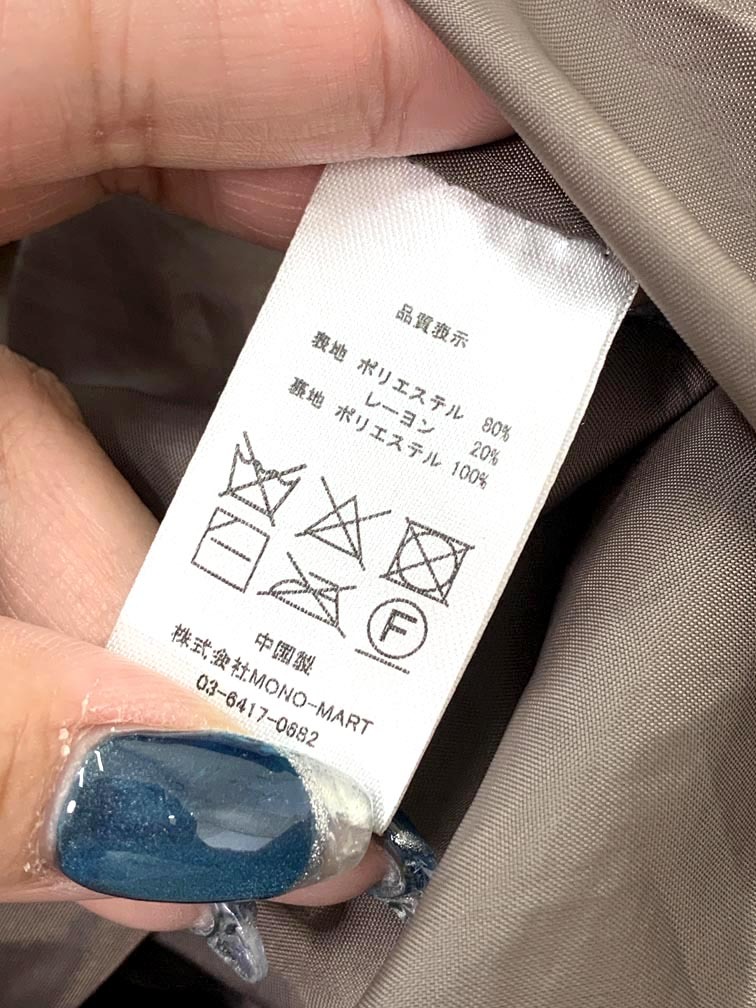 品質表示
表地 ポリエステル 80%
レーヨン 20%
裏地 ポリエステル 100%
F
中国製
株式会社MONO-MART
03-6417-0682